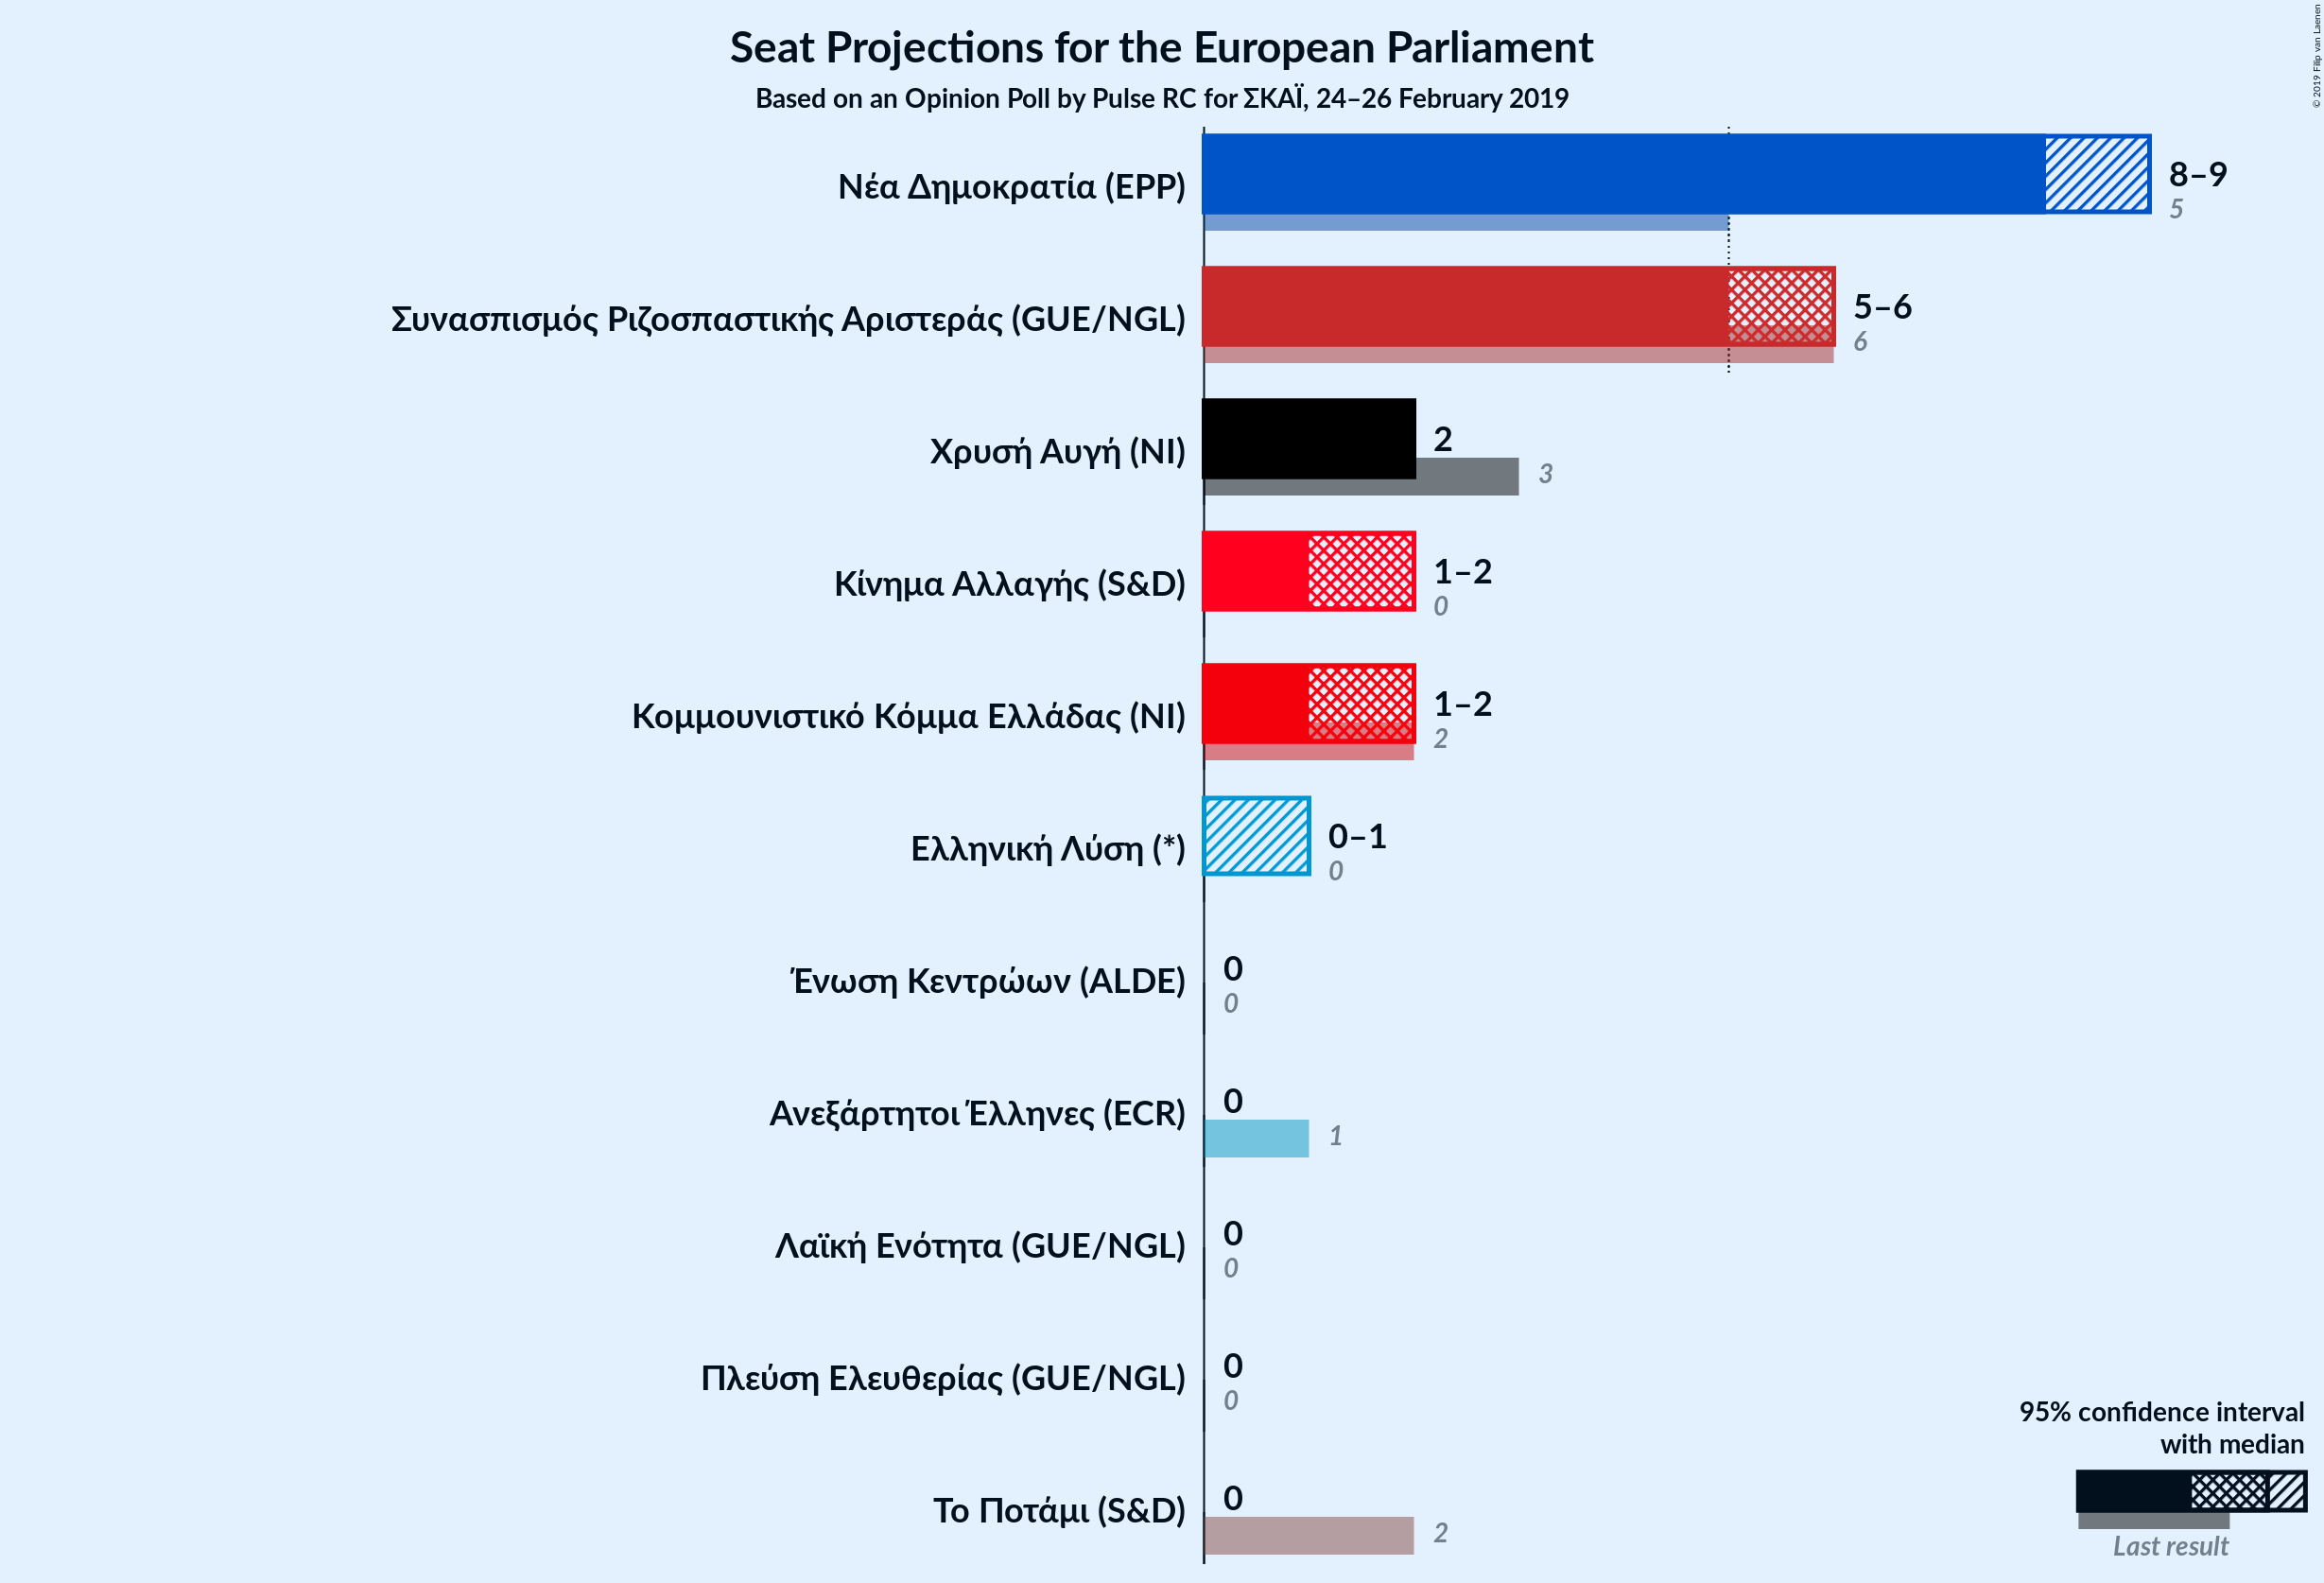 Seat Projections for the European Parliament
Based on an Opinion Poll by Pulse RC for ΣΚΑΪ, 24–26 February 2019
© 2019 Filip van Laenen
Νέα Δημοκρατία (EPP)
8–9
5
Συνασπισμός Ριζοσπαστικής Αριστεράς (GUE/NGL)
5–6
6
Χρυσή Αυγή (NI)
2
3
Κίνημα Αλλαγής (S&D)
1–2
0
Κομμουνιστικό Κόμμα Ελλάδας (NI)
1–2
2
Ελληνική Λύση (*)
0–1
0
Ένωση Κεντρώων (ALDE)
0
0
Ανεξάρτητοι Έλληνες (ECR)
0
1
Λαϊκή Ενότητα (GUE/NGL)
0
0
Πλεύση Ελευθερίας (GUE/NGL)
0
0
Το Ποτάμι (S&D)
0
2
95% confidence interval
with median
Last result